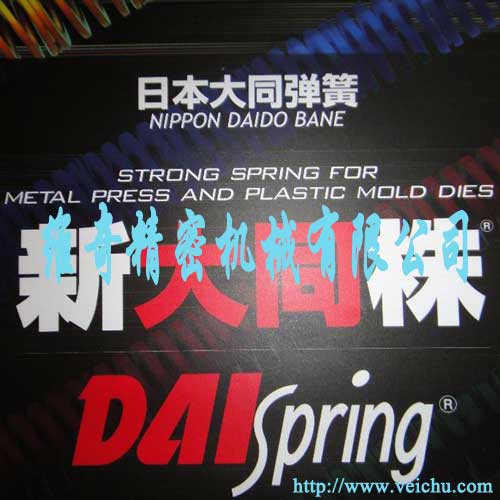 日本大同弹簧
NIPPON DAIDO BANE
STRONG SPRING FOR
METAL PRESS AND PLASTIC MOLD DIES
維奇精密机械有限公司
新大同株®
DAISpring®
http://www.veichu.com